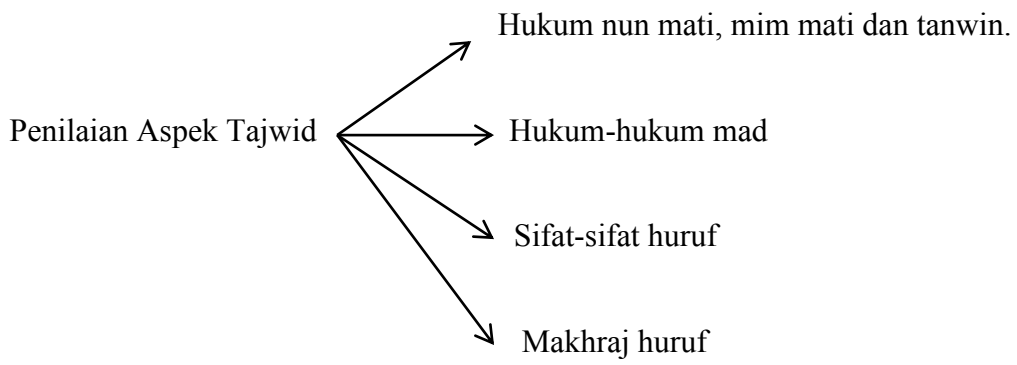 Hukum nun mati, mim mati dan tanwin.
Penilaian Aspek Tajwid
Hukum-hukum mad
Sifat-sifat huruf
Makhraj huruf